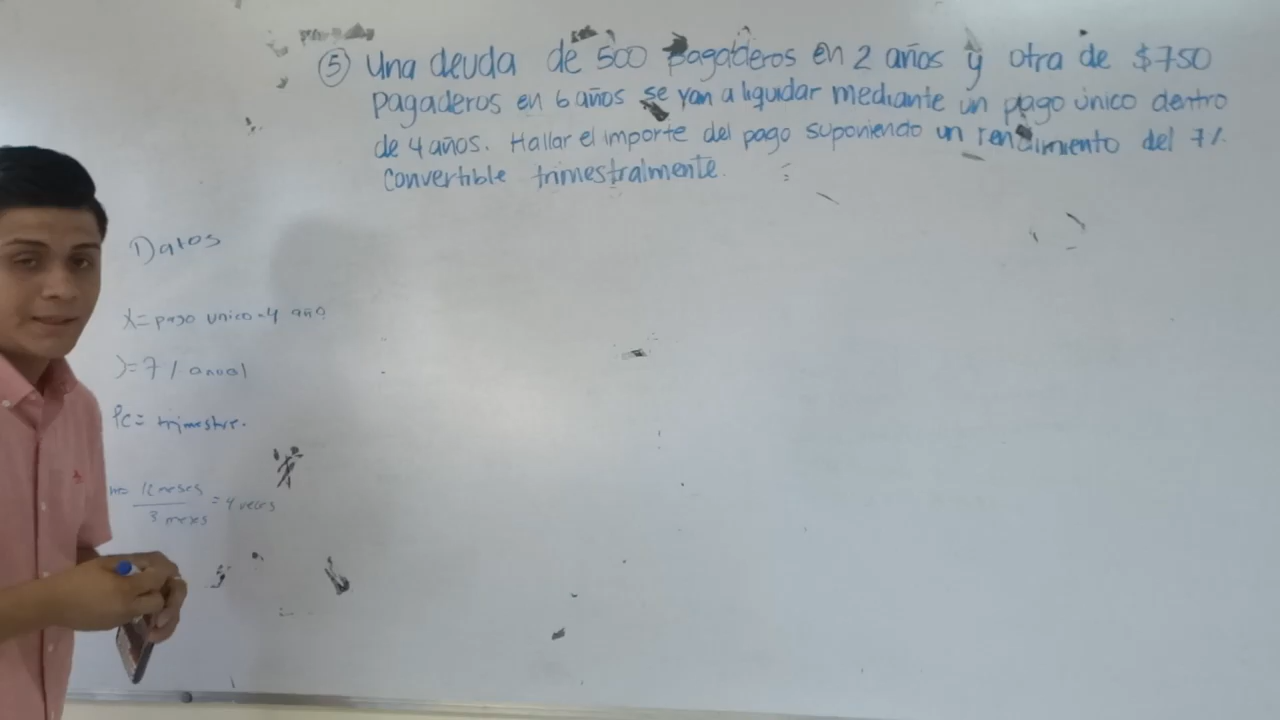 ⑤ Una deuda de 500 pagaderos en 2 años y otra de $750
pagaderos en 6 años se van a liquidar mediante un pago único dentro
de 4 años. Hallar el importe del pago suponiendo un rendimiento del 7%
convertible trimestralmente.
Datos
X= pago unico -4 año
J= 7% anual
Pc= trimestre.
12 meses
3 meses
= 4 veces